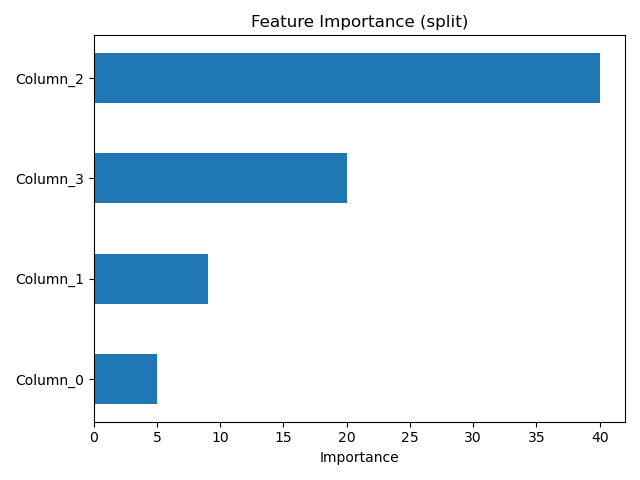 Feature Importance (split)
Column_2
Column_3
Column_1
Column_0
0 5 10 15 20 25 30 35 40
Importance